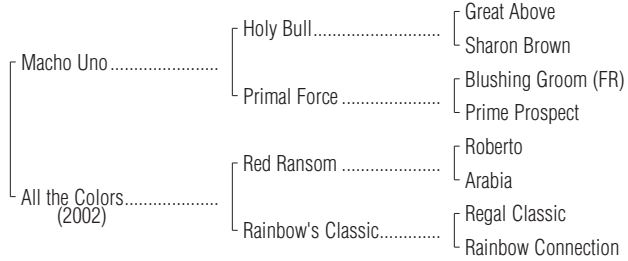 Great Above
Holy Bull
Sharon Brown
Macho Uno
Blushing Groom (FR)
Primal Force
Prime Prospect
Roberto
Red Ransom
Arabia
All the Colors
(2002)
Regal Classic
Rainbow's Classic
Rainbow Connection